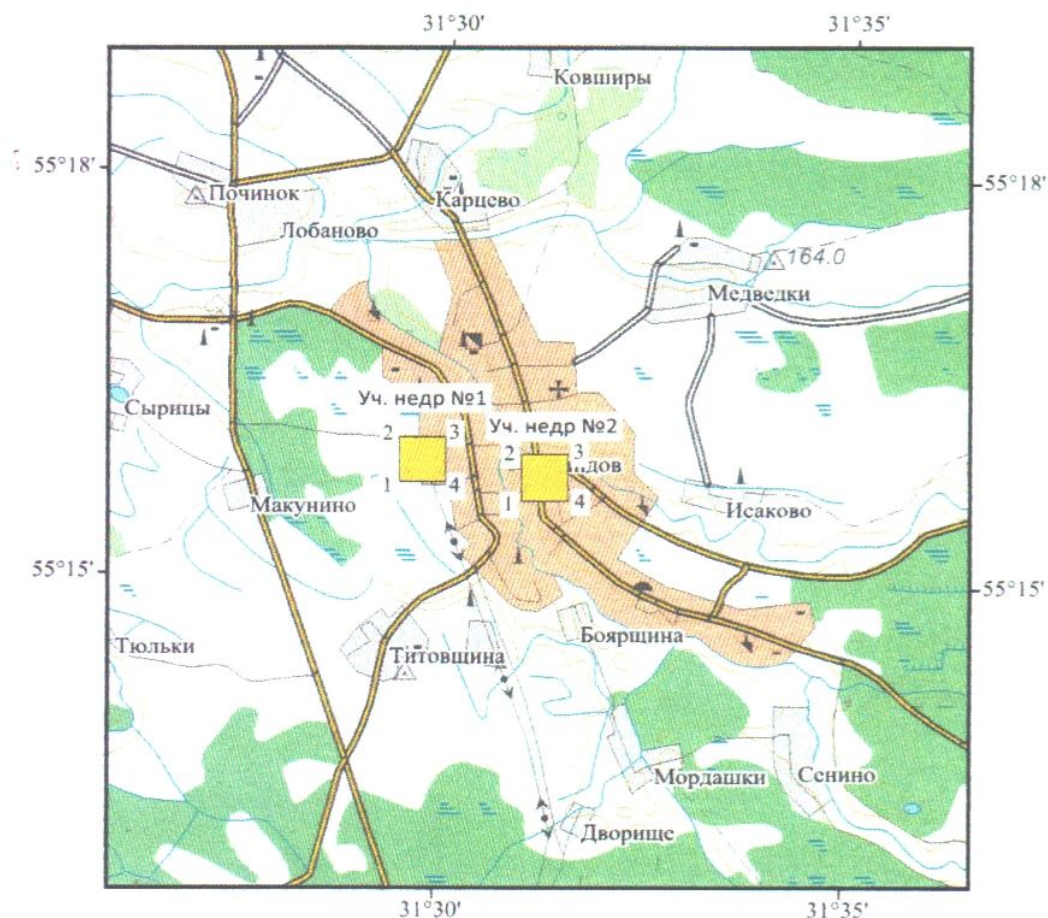 31°30'
31°35'
Ковширы
55°18'
55°18'
Починок
Карцево
Лобаново
164.0
Медведки
Сырицы
Уч. недр №1
Уч. недр №2
2
3
2
3
1
4
1
4
Макунино
Исаково
55°15'
55°15'
Тюльки
Титовщина
Боярщина
Мордашки
Сенино
Дворище
31°30'
31°35'